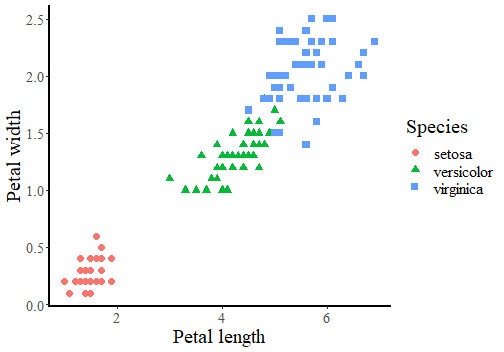 2.5
2.0
1.5
1.0
0.5
0.0
Petal width
2
4
6
Petal length
Species
setosa
versicolor
virginica